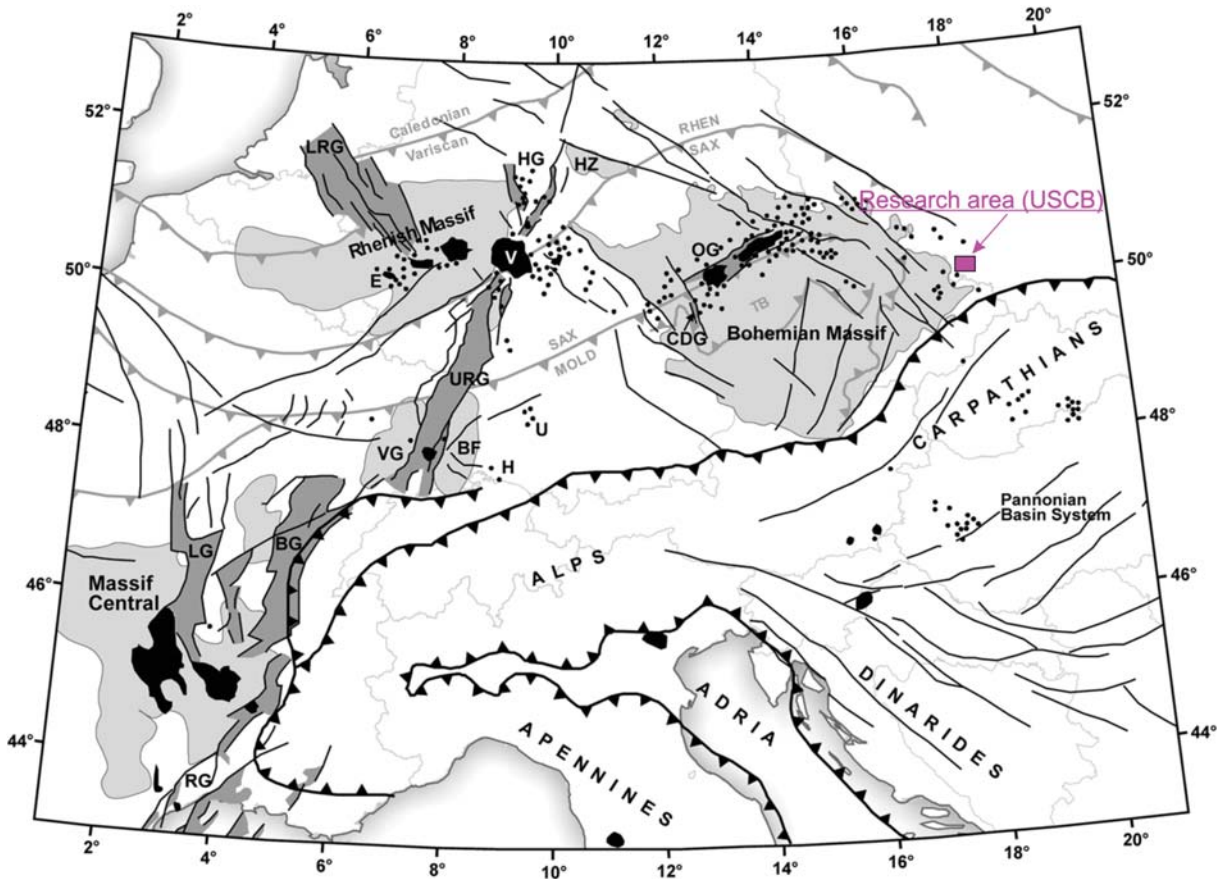 2°
4°
6°
8°
10°
12°
14°
16°
18°
20°
52°
52°
Caledonian
Variscan
RHEN
SAX
LRG
HG
HZ
Research area (USCB)
Rhenish Massif
OG
V
50°
50°
E
TB
CDG
Bohemian Massif
SAX
MOLD
URG
CARPATHIANS
48°
48°
U
VG
BF
H
Pannonian
Basin System
LG
BG
ALPS
46°
46°
Massif
Central
DINARIDES
ADRIA
APENNINES
44°
44°
RG
2°
4°
6°
8°
10°
12°
14°
16°
18°
20°